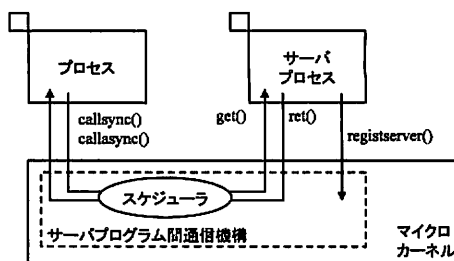 プロセス
サーバ
プロセス
callsync()
callasync()
get()
ret()
registserver()
スケジューラ
サーバプログラム間通信機構
マイクロ
カーネル